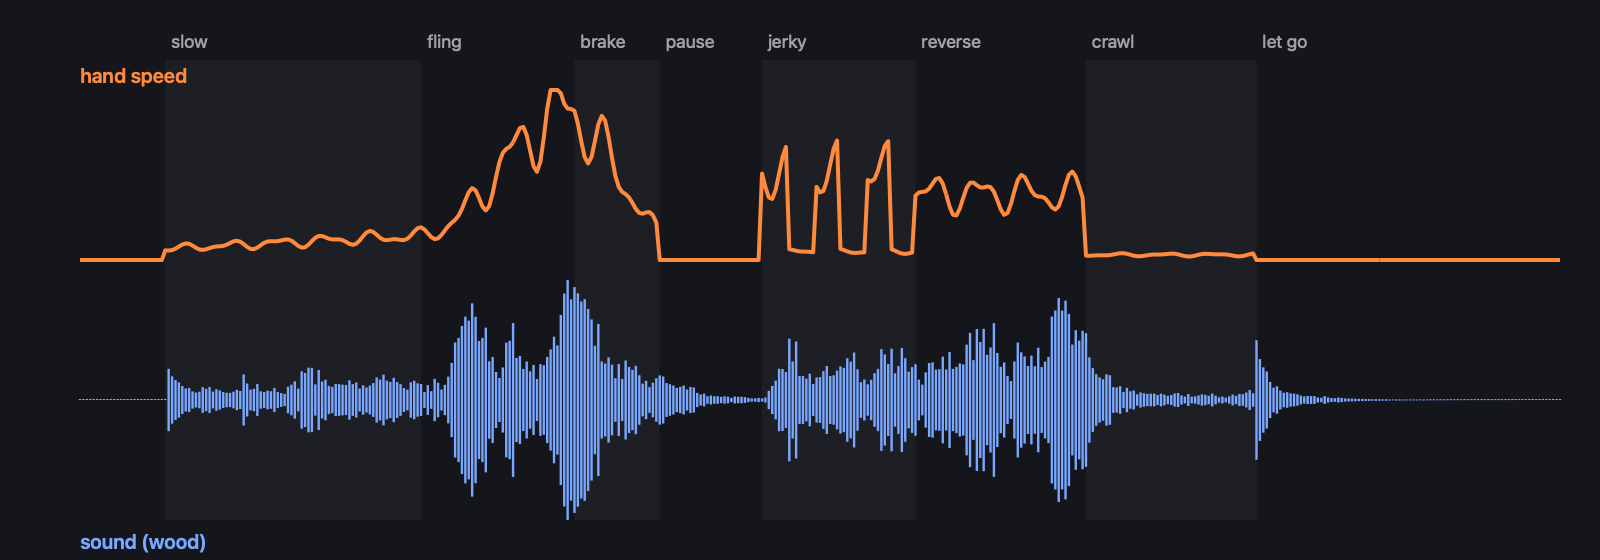 slow fling brake pause jerky reverse crawl let go
hand speed
sound (wood)